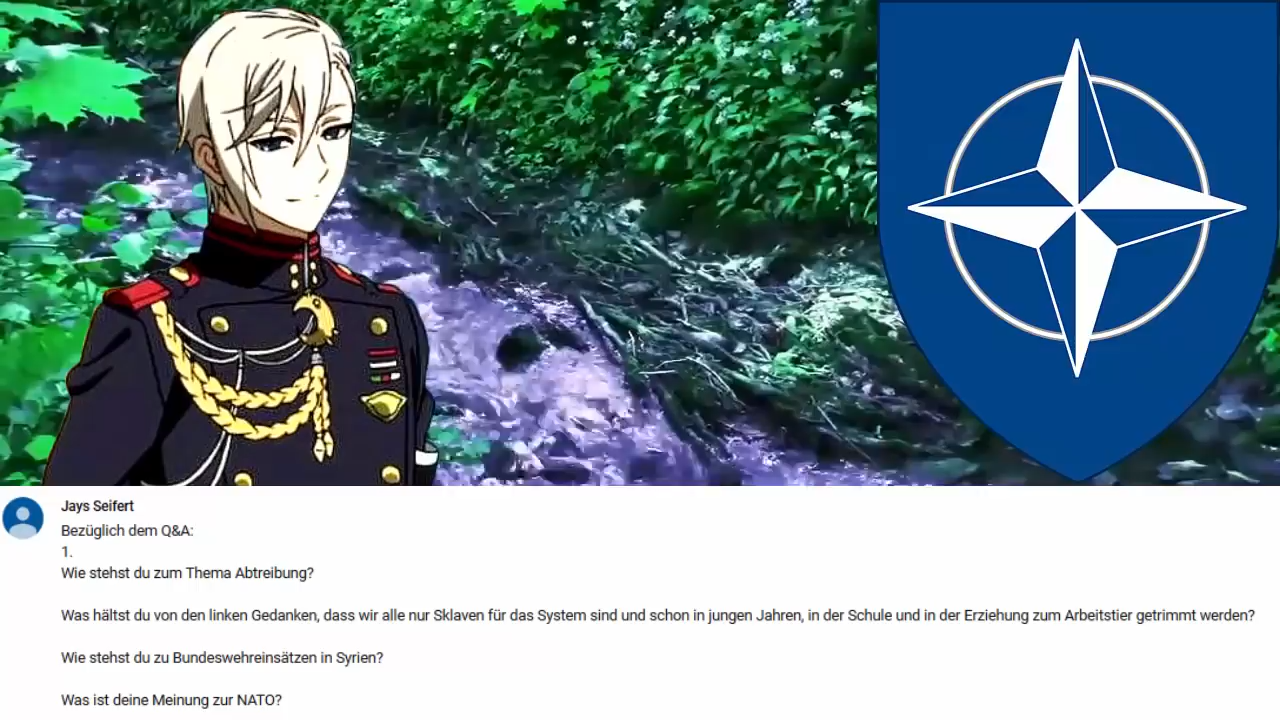 Jays Seifert
Bezüglich dem Q&A:
1.
Wie stehst du zum Thema Abtreibung?
Was hältst du von den linken Gedanken, dass wir alle nur Sklaven für das System sind und schon in jungen Jahren, in der Schule und in der Erziehung zum Arbeitstier getrimmt werden?
Wie stehst du zu Bundeswehreinsätzen in Syrien?
Was ist deine Meinung zur NATO?